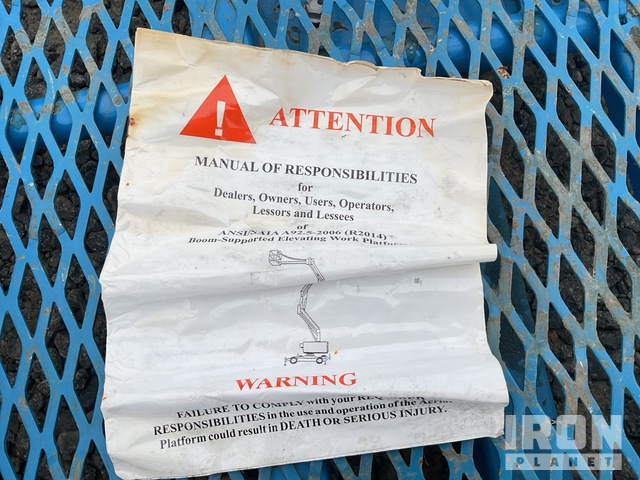 ATTENTION
MANUAL OF RESPONSIBILITIES
for
Dealers, Owners, Users, Operators,
Lessors and Lessees
of
ANSI/SAIA A92.5-2006 (R2014) -
Boom-Supported Elevating Work Platform
WARNING
FAILURE TO COMPLY with your
RESPONSIBILITIES in the use and operation of the Aerial
Platform could result in DEATH OR SERIOUS INJURY.
IRON
PLANET